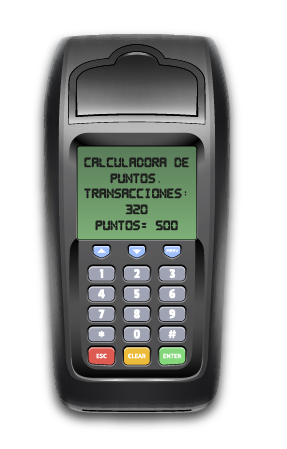 CALCULADORA DE
PUNTOS.
TRANSACCIONES:
320
PUNTOS= 500
1 2 3
4 5 6
7 8 9
* 0 #
ESC CLEAR ENTER